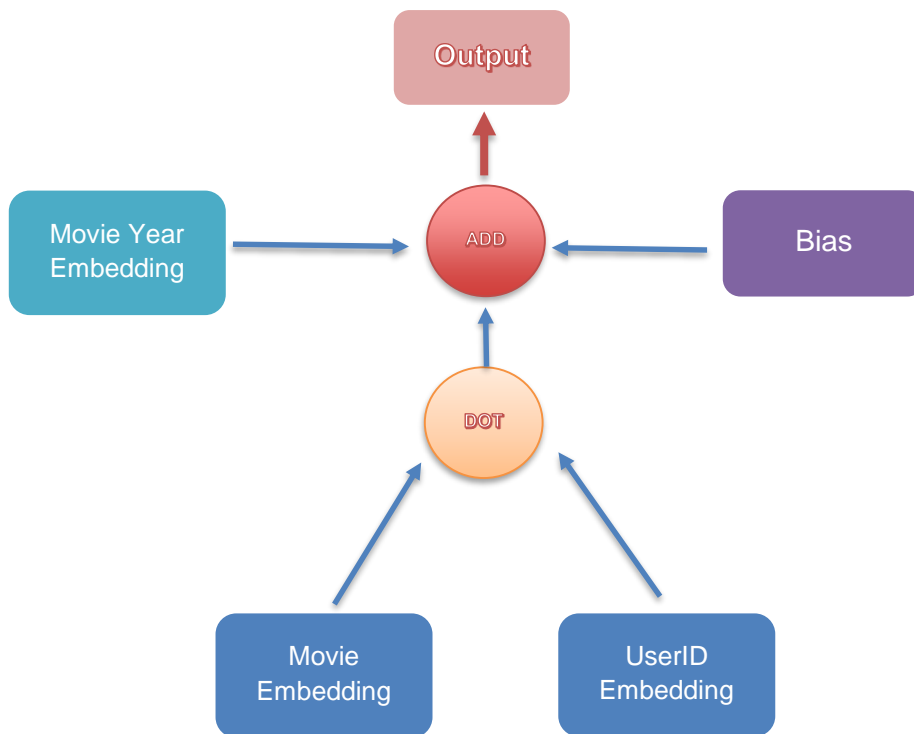 Output
Movie Year
Embedding
ADD
Bias
DOT
Movie
Embedding
UserID
Embedding